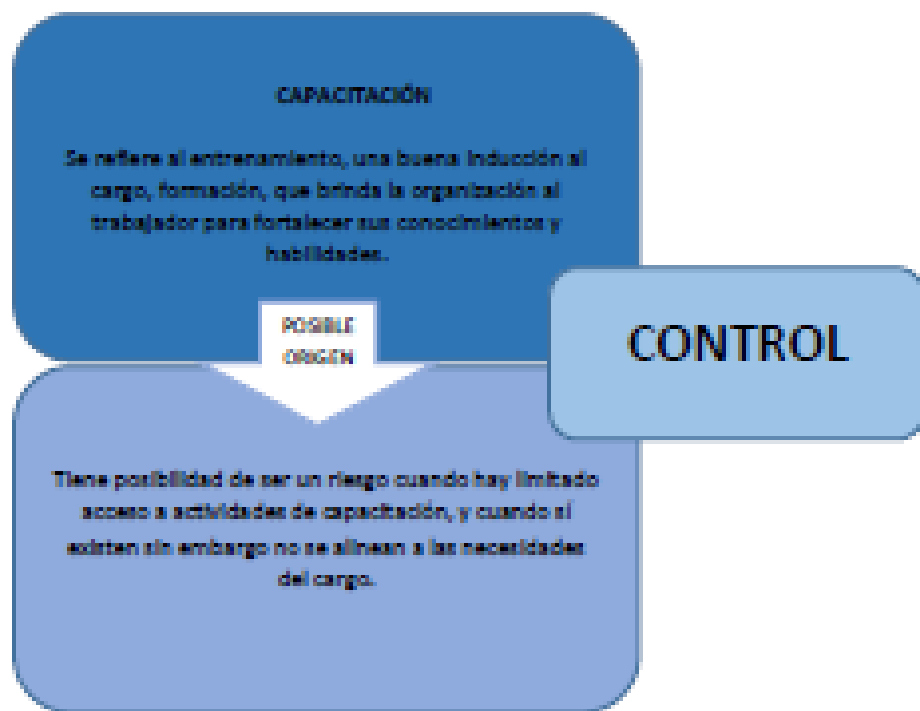 CAPACITACIÓN
Se refiere al entrenamiento, una buena inducción al
cargo, formación, que brinda la organización al
trabajador para fortalecer sus conocimientos y
habilidades.
POSIBLE
ORIGEN
CONTROL
Tiene posibilidad de ser un riesgo cuando hay limitado
acceso a actividades de capacitación, y cuando sí
existen sin embargo no se alinean a las necesidades
del cargo.